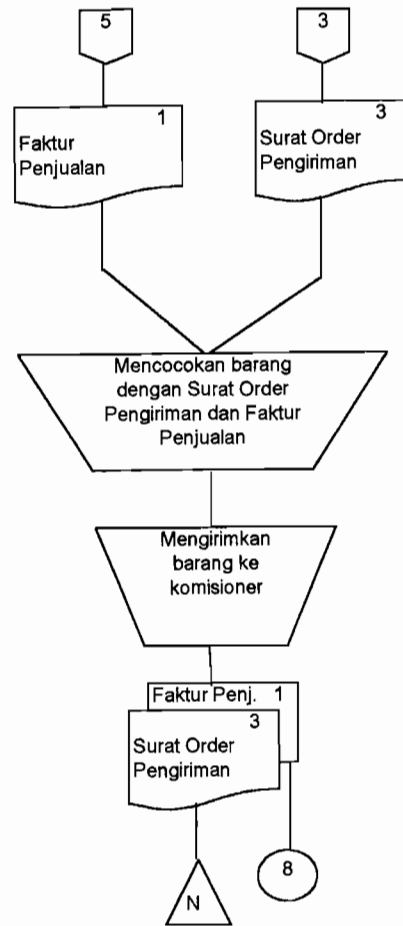 5
3
1
Faktur
Penjualan
3
Surat Order
Pengiriman
Mencocokan barang
dengan Surat Order
Pengiriman dan Faktur
Penjualan
Mengirimkan
barang ke
komisioner
Faktur Penj. 1
3
Surat Order
Pengiriman
8
N